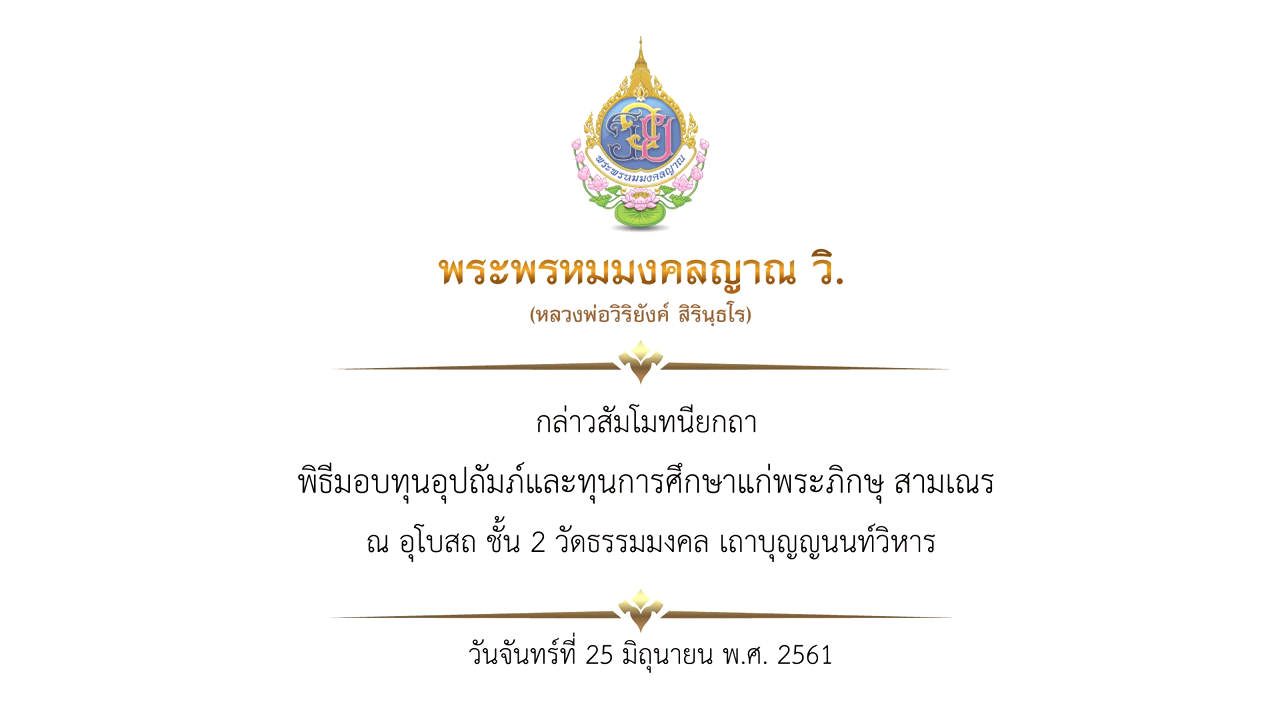 พระพรหมมงคลญาณ
พระพรหมมงคลญาณ วิ.
(หลวงพ่อวิริยังค์ สิรินฺธโร)
กล่าวสัมโมทนียกถา
พิธีมอบทุนอุปถัมภ์และทุนการศึกษาแก่พระภิกษุ สามเณร
ณ อุโบสถ ชั้น 2 วัดธรรมมงคล เถาบุญญนนท์วิหาร
วันจันทร์ที่ 25 มิถุนายน พ.ศ. 2561